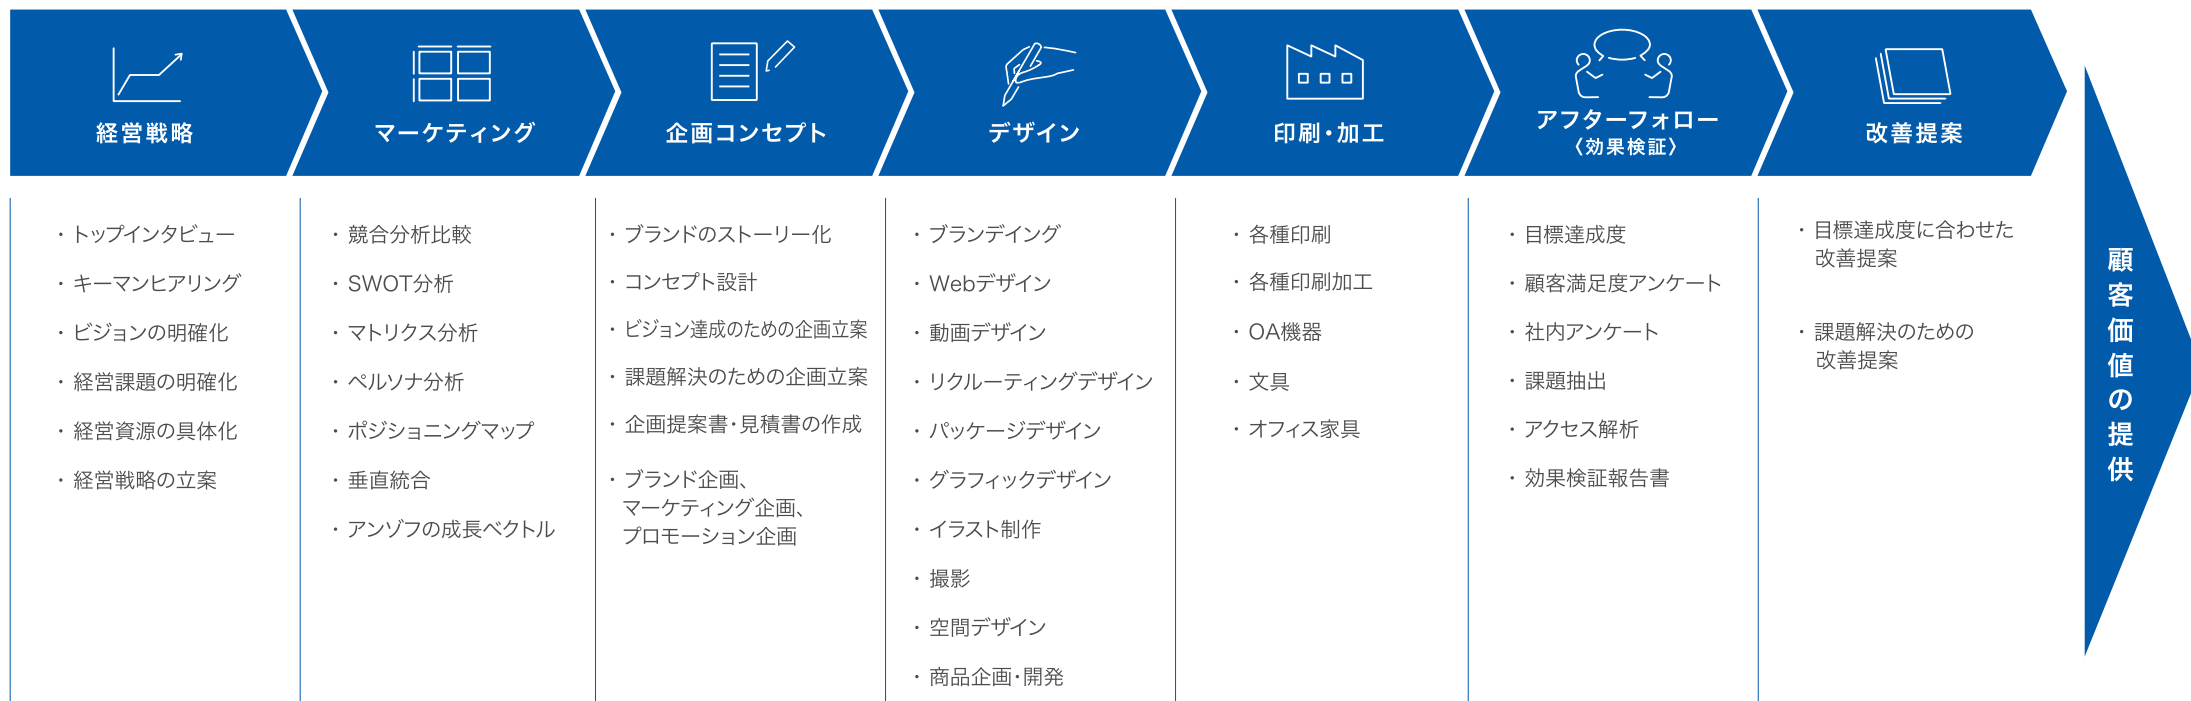 経営戦略
マーケティング
企画コンセプト
デザイン
印刷・加工
アフターフォロー
〈効果検証〉
改善提案
・トップインタビュー
・キーマンヒアリング
・ビジョンの明確化
・経営課題の明確化
・経営資源の具体化
・経営戦略の立案
・競合分析比較
・SWOT分析
・マトリクス分析
・ペルソナ分析
・ポジショニングマップ
・垂直統合
・アンゾフの成長ベクトル
・ブランドのストーリー化
・コンセプト設計
・ビジョン達成のための企画立案
・課題解決のための企画立案
・企画提案書・見積書の作成
・ブランド企画、
マーケティング企画、
プロモーション企画
・ブランデイング
・Webデザイン
・動画デザイン
・リクルーティングデザイン
・パッケージデザイン
・グラフィックデザイン
・イラスト制作
・撮影
・空間デザイン
・商品企画・開発
・各種印刷
・各種印刷加工
・OA機器
・文具
・オフィス家具
・目標達成度
・顧客満足度アンケート
・社内アンケート
・課題抽出
・アクセス解析
・効果検証報告書
・目標達成度に合わせた
改善提案
・課題解決のための
改善提案
顧客価値の提供